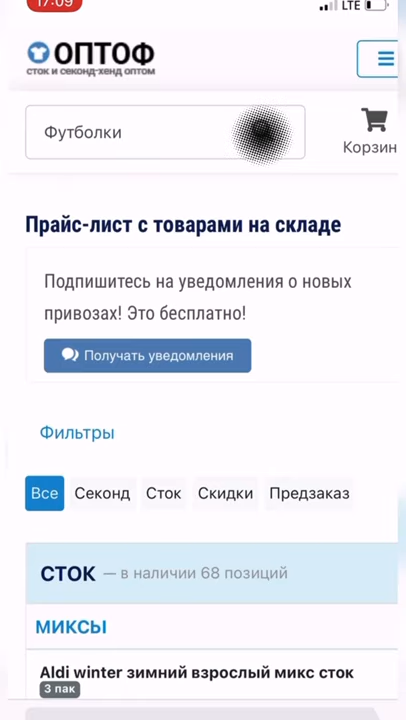 17:09
LTE
ОПТОФ
сток и секонд-хенд оптом
Футболки
Корзин
Прайс-лист с товарами на складе
Подпишитесь на уведомления о новых
привозах! Это бесплатно!
Получать уведомления
Фильтры
Все Секонд Сток Скидки Предзаказ
СТОК — в наличии 68 позиций
МИКСЫ
Aldi winter зимний взрослый микс сток
3 пак